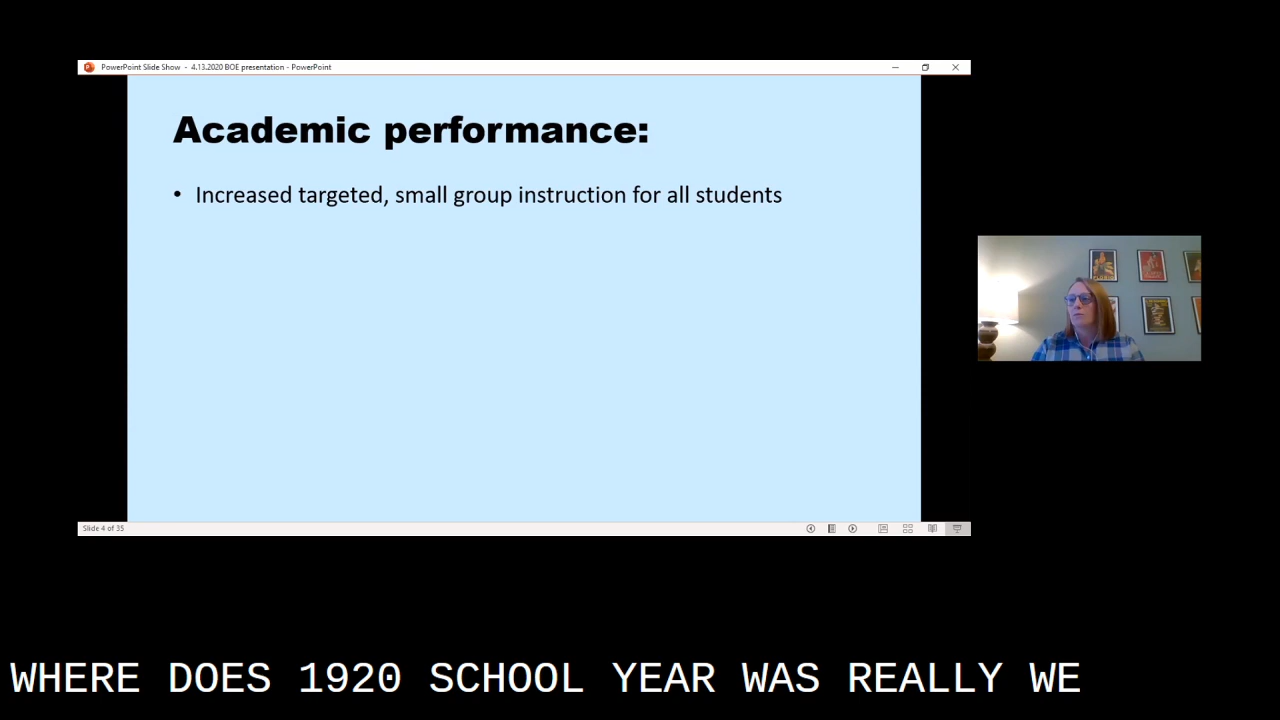 PowerPoint Slide Show - 4.13.2020 BOE presentation - PowerPoint
Academic performance:
• Increased targeted, small group instruction for all students
Slide 4 of 35
WHERE DOES 1920 SCHOOL YEAR WAS REALLY WE